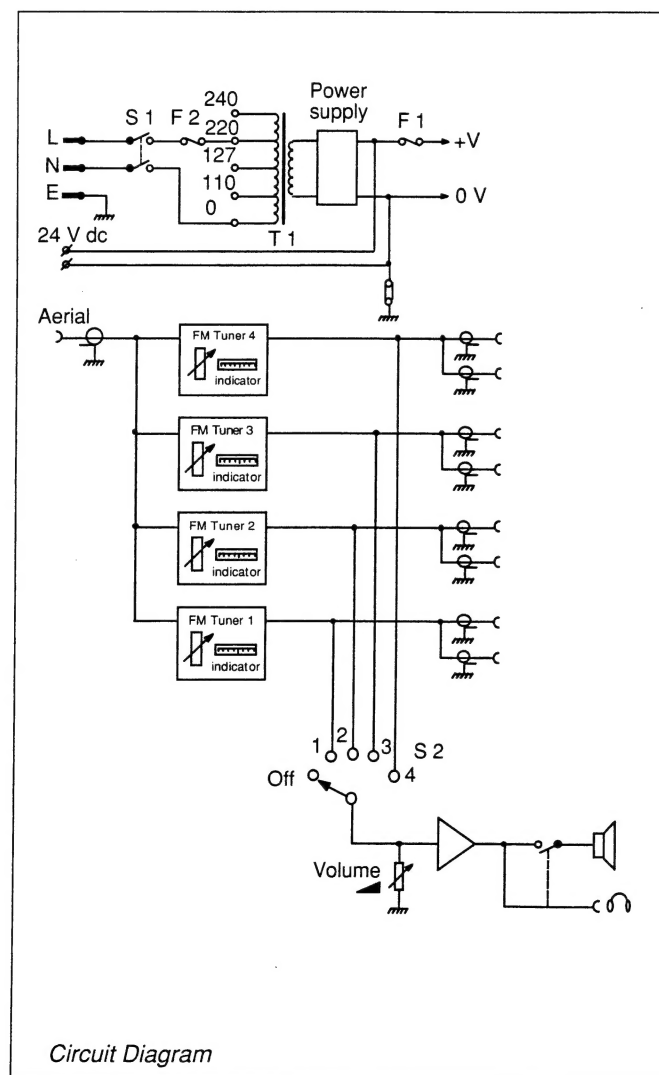 Power
supply
240
S 1
F 2
220
F 1
L
+V
127
N
110
E
0
0 V
24 V dc
T 1
Aerial
FM Tuner 4
indicator
FM Tuner 3
indicator
FM Tuner 2
indicator
FM Tuner 1
indicator
1 2 3 S 2
Off 4
Volume
Circuit Diagram